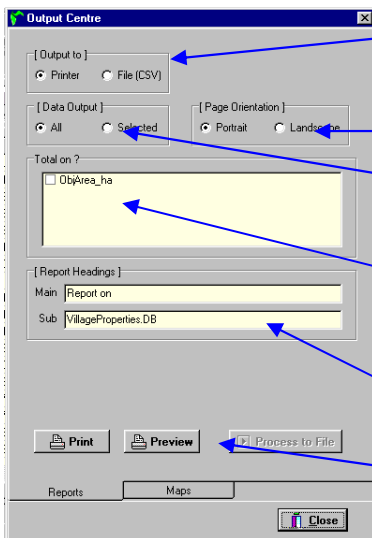 Output Centre
[ Output to ]
Printer File (CSV)
[ Data Output ] [ Page Orientation ]
All Selected Portrait Landscape
Total on ?
ObjArea_ha
[ Report Headings ]
Main Report on
Sub VillageProperties.DB
Print Preview Process to File
Reports Maps
Close